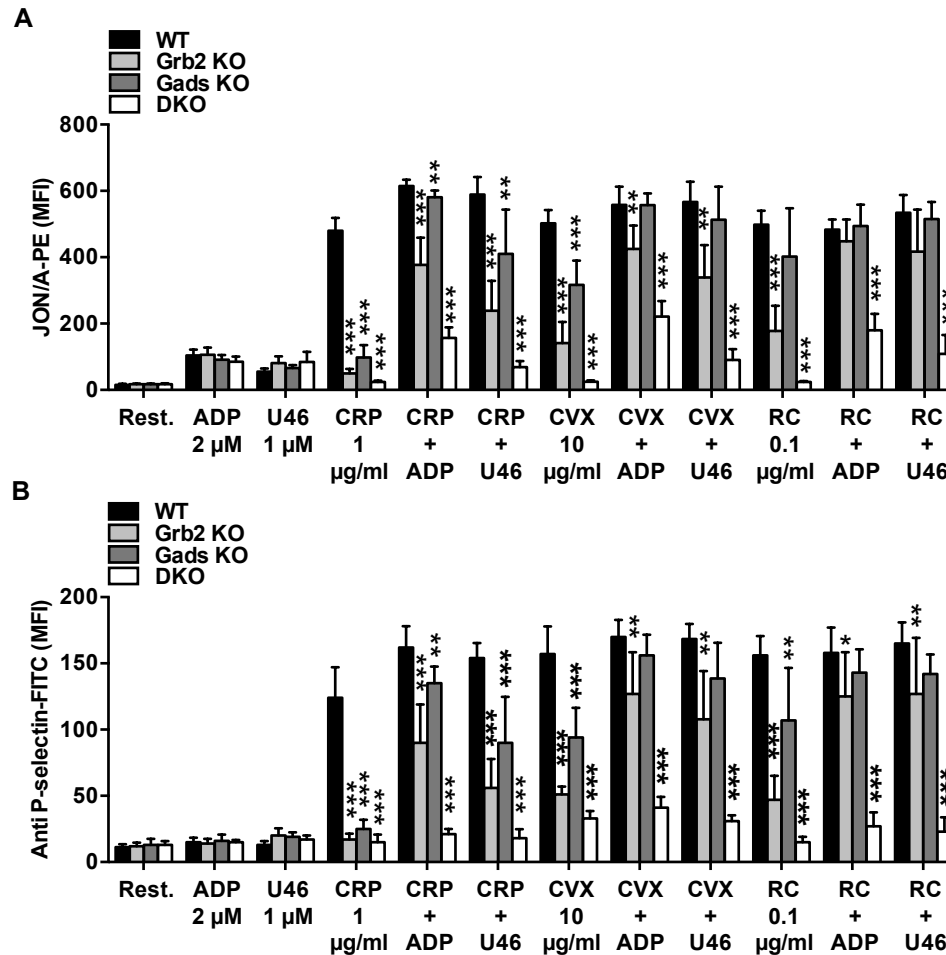 A
WT
Grb2 KO
Gads KO
DKO
JON/A-PE (MFI)
800
600
400
200
0
*** *** *** *** ** *** *** ** *** *** *** *** ** *** ** *** *** *** *** ***
Rest. ADP U46 CRP CRP CRP CVX CVX CVX RC RC RC
2 µM 1 µM 1 + + 10 + + 0.1 + +
µg/ml ADP U46 µg/ml ADP U46 µg/ml ADP U46
B
WT
Grb2 KO
Gads KO
DKO
Anti P-selectin-FITC (MFI)
200
150
100
50
0
*** *** *** *** ** *** *** *** *** *** *** *** ** *** ** *** *** ** *** * *** ** ***
Rest. ADP U46 CRP CRP CRP CVX CVX CVX RC RC RC
2 µM 1 µM 1 + + 10 + + 0.1 + +
µg/ml ADP U46 µg/ml ADP U46 µg/ml ADP U46